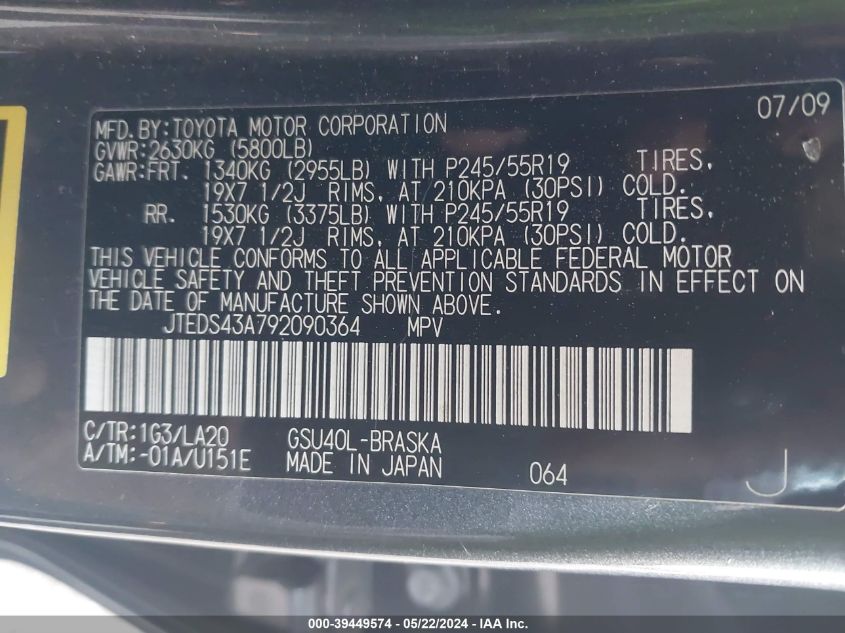 07/09
MFD.BY:TOYOTA MOTOR CORPORATION
GVWR:2630KG (5800LB)
GAWR:FRT. 1340KG (2955LB) WITH P245/55R19 TIRES,
19X7 1/2J RIMS, AT 210KPA (30PSI) COLD.
RR. 1530KG (3375LB) WITH P245/55R19 TIRES,
19X7 1/2J RIMS, AT 210KPA (30PSI) COLD.
THIS VEHICLE CONFORMS TO ALL APPLICABLE FEDERAL MOTOR
VEHICLE SAFETY AND THEFT PREVENTION STANDARDS IN EFFECT ON
THE DATE OF MANUFACTURE SHOWN ABOVE.
JTEDS43A792090364 MPV
C/TR:1G3/LA20 GSU40L-BRASKA
A/TM:-01A/U151E MADE IN JAPAN 064 J
000-39449574 - 05/22/2024 - IAA Inc.